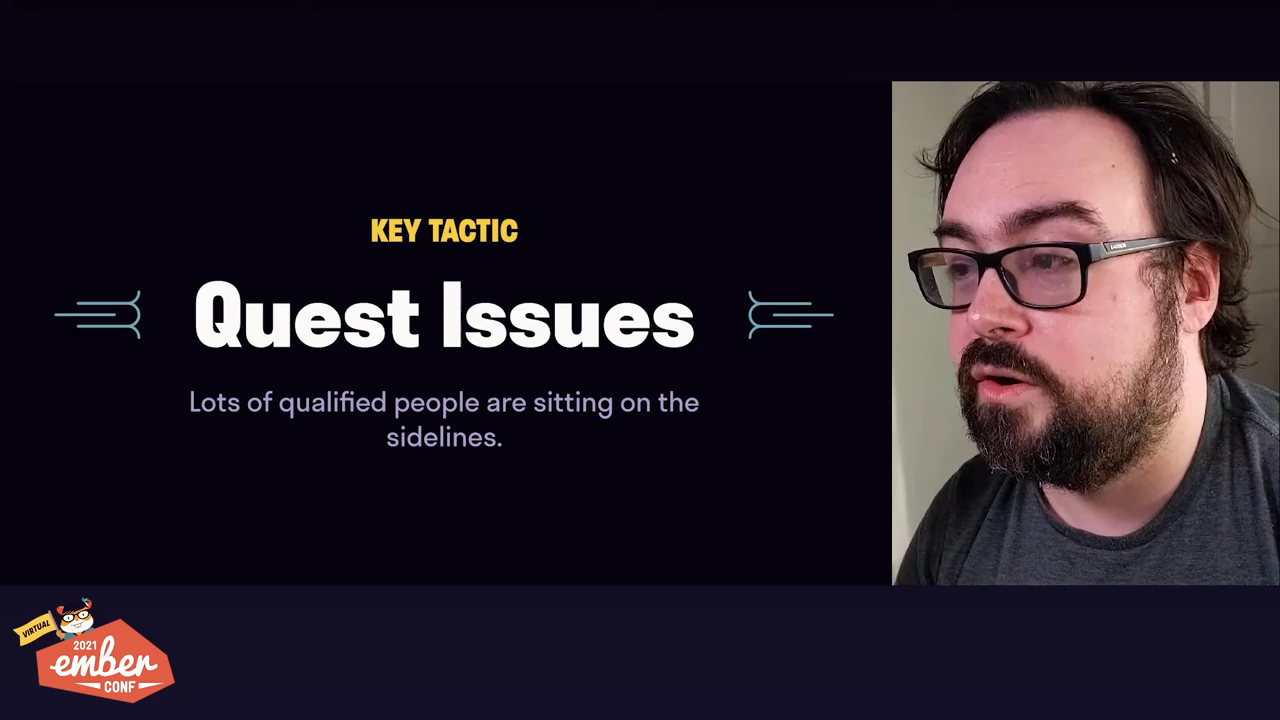 KEY TACTIC
Quest Issues
Lots of qualified people are sitting on the
sidelines.
VIRTUAL
2021
ember
CONF